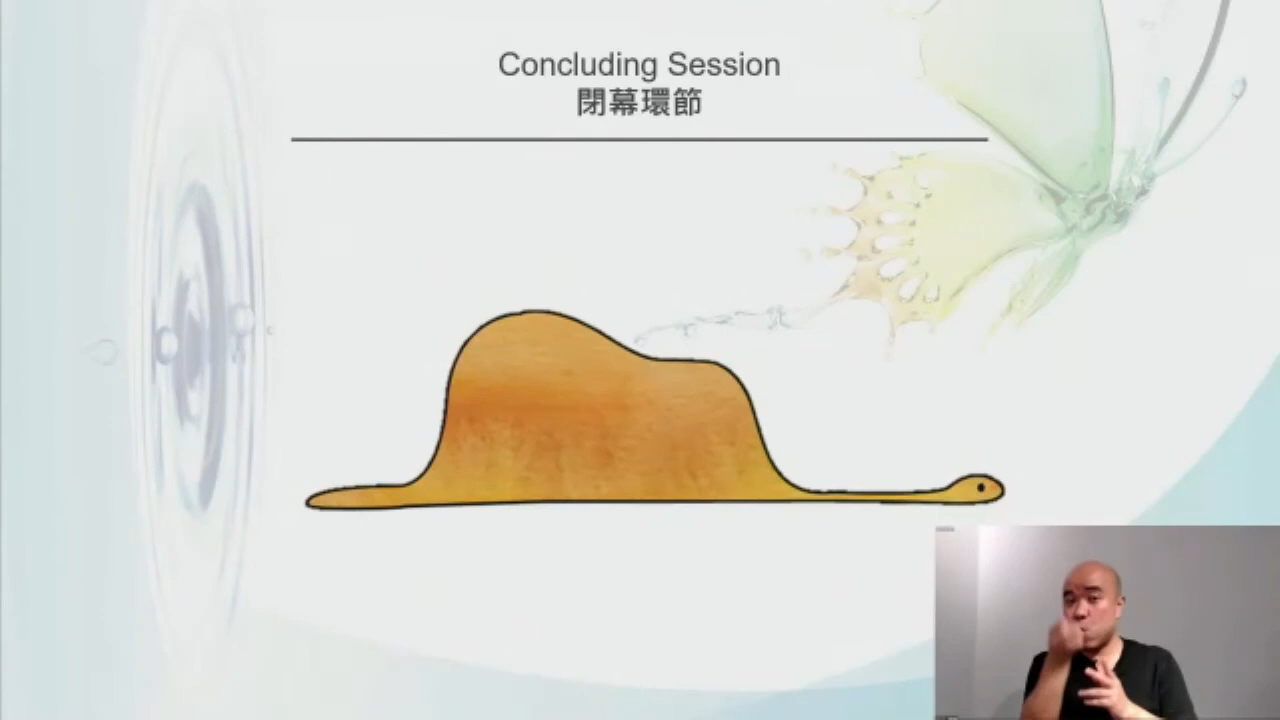 Concluding Session
閉幕環節